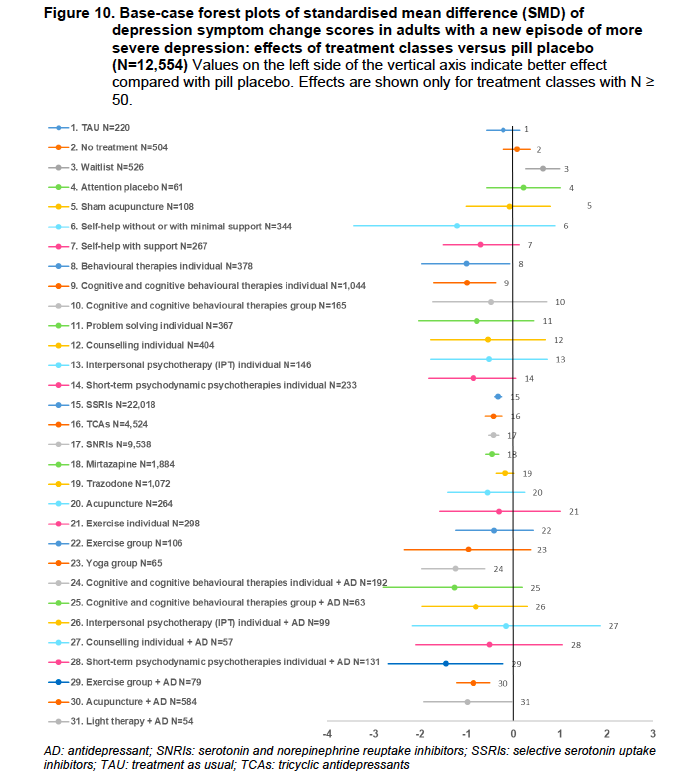 Figure 10. Base-case forest plots of standardised mean difference (SMD) of
depression symptom change scores in adults with a new episode of more
severe depression: effects of treatment classes versus pill placebo
(N=12,554) Values on the left side of the vertical axis indicate better effect
compared with pill placebo. Effects are shown only for treatment classes with N ≥
50.
1. TAU N=220 1
2. No treatment N=504 2
3. Waitlist N=526 3
4. Attention placebo N=61 4
5. Sham acupuncture N=108 5
6. Self-help without or with minimal support N=344 6
7. Self-help with support N=267 7
8. Behavioural therapies individual N=378 8
9. Cognitive and cognitive behavioural therapies individual N=1,044 9
10. Cognitive and cognitive behavioural therapies group N=165 10
11. Problem solving individual N=367 11
12. Counselling individual N=404 12
13. Interpersonal psychotherapy (IPT) individual N=146 13
14. Short-term psychodynamic psychotherapies individual N=233 14
15. SSRIs N=22,018 15
16. TCAs N=4,524 16
17. SNRIs N=9,538 17
18. Mirtazapine N=1,884 18
19. Trazodone N=1,072 19
20. Acupuncture N=264 20
21. Exercise individual N=298 21
22. Exercise group N=106 22
23. Yoga group N=65 23
24. Cognitive and cognitive behavioural therapies individual + AD N=192 24
25. Cognitive and cognitive behavioural therapies group + AD N=63 25
26. Interpersonal psychotherapy (IPT) individual + AD N=99 26
27. Counselling individual + AD N=57 27
28. Short-term psychodynamic psychotherapies individual + AD N=131 28
29. Exercise group + AD N=79 29
30. Acupuncture + AD N=584 30
31. Light therapy + AD N=54 31
-4 -3 -2 -1 0 1 2 3
AD: antidepressant; SNRIs: serotonin and norepinephrine reuptake inhibitors; SSRIs: selective serotonin uptake
inhibitors; TAU: treatment as usual; TCAs: tricyclic antidepressants